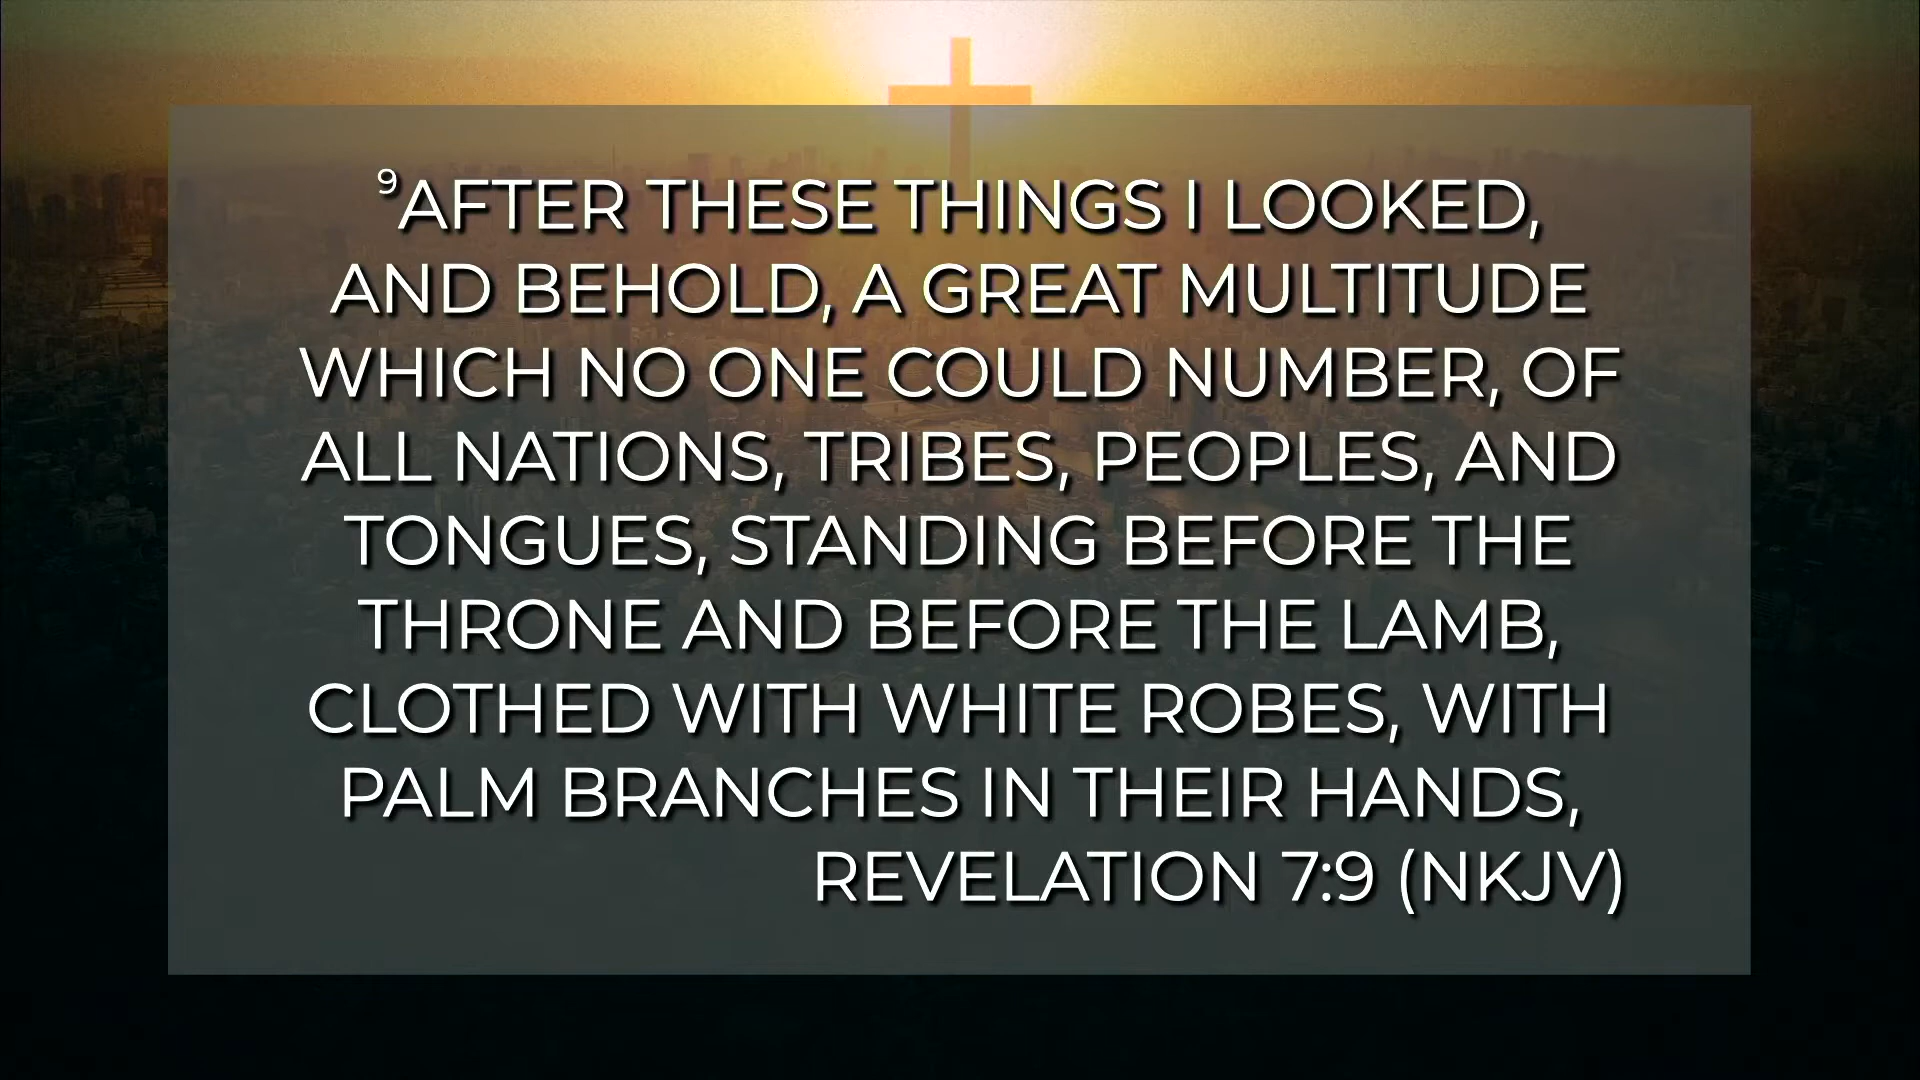 ⁹AFTER THESE THINGS I LOOKED,
AND BEHOLD, A GREAT MULTITUDE
WHICH NO ONE COULD NUMBER, OF
ALL NATIONS, TRIBES, PEOPLES, AND
TONGUES, STANDING BEFORE THE
THRONE AND BEFORE THE LAMB,
CLOTHED WITH WHITE ROBES, WITH
PALM BRANCHES IN THEIR HANDS,
REVELATION 7:9 (NKJV)